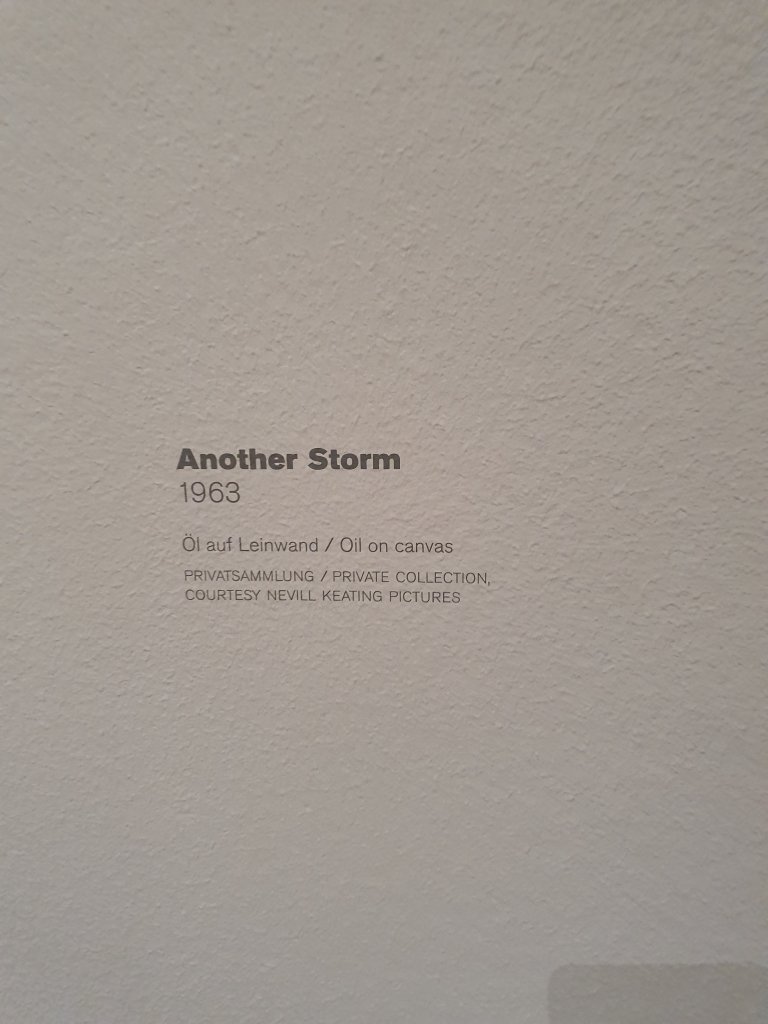 Another Storm
1963
Öl auf Leinwand / Oil on canvas
PRIVATSAMMLUNG / PRIVATE COLLECTION,
COURTESY NEVILL KEATING PICTURES